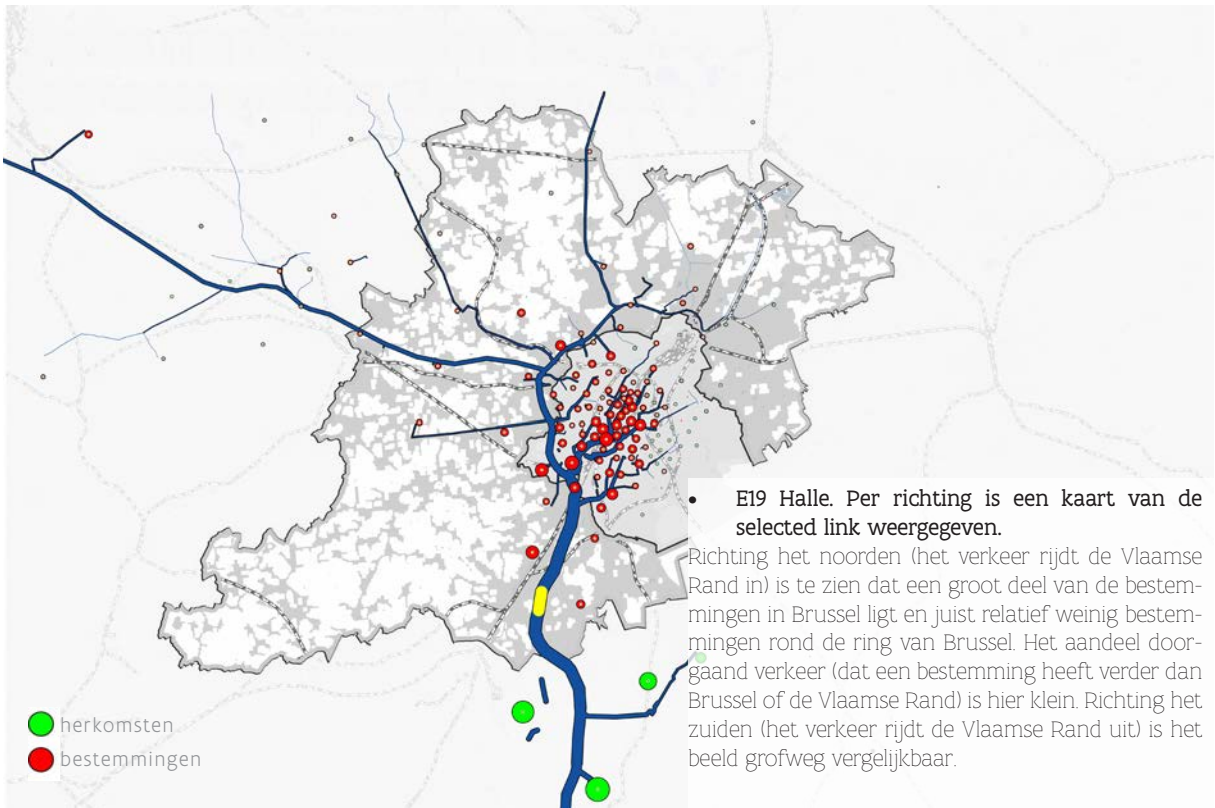 • E19 Halle. Per richting is een kaart van de
selected link weergegeven.
Richting het noorden (het verkeer rijdt de Vlaamse
Rand in) is te zien dat een groot deel van de bestem-
mingen in Brussel ligt en juist relatief weinig bestem-
mingen rond de ring van Brussel. Het aandeel door-
gaand verkeer (dat een bestemming heeft verder dan
Brussel of de Vlaamse Rand) is hier klein. Richting het
zuiden (het verkeer rijdt de Vlaamse Rand uit) is het
beeld grofweg vergelijkbaar.
herkomsten
bestemmingen